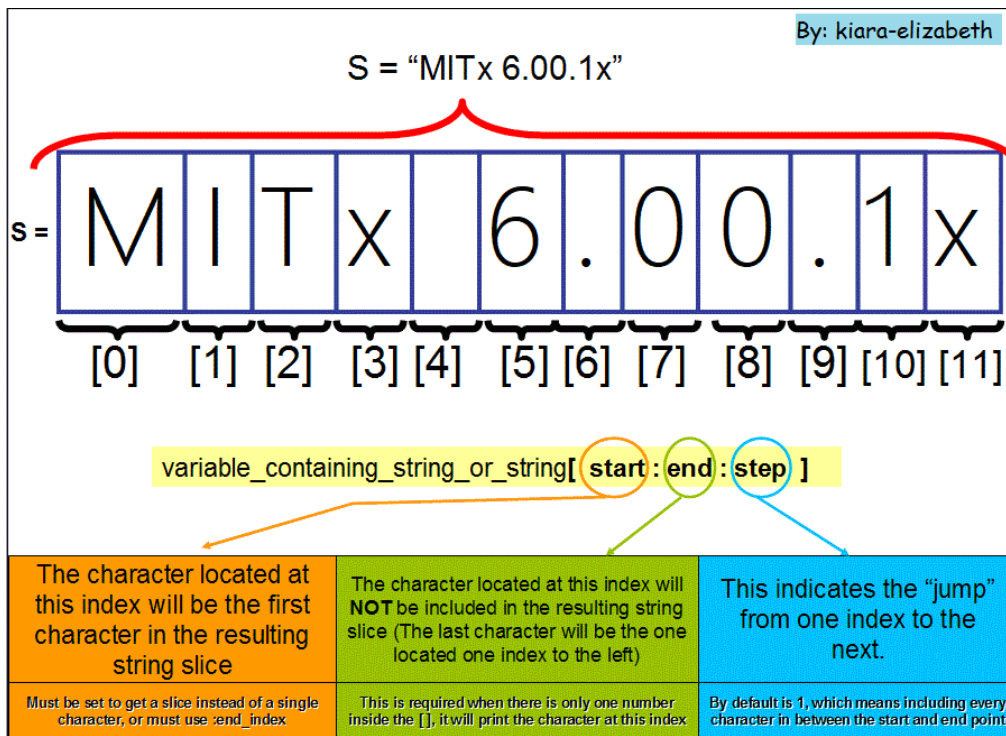 By: kiara-elizabeth
S = “MITx 6.00.1x”
S = M I T x 6 . 0 0 . 1 x
[0] [1] [2] [3] [4] [5] [6] [7] [8] [9] [10] [11]
variable_containing_string_or_string[ start : end : step ]
The character located at
this index will be the first
character in the resulting
string slice
Must be set to get a slice instead of a single
character, or must use :end_index
The character located at this index will
NOT be included in the resulting string
slice (The last character will be the one
located one index to the left)
This is required when there is only one number
inside the [ ], it will print the character at this index
This indicates the “jump”
from one index to the
next.
By default is 1, which means including every
character in between the start and end point